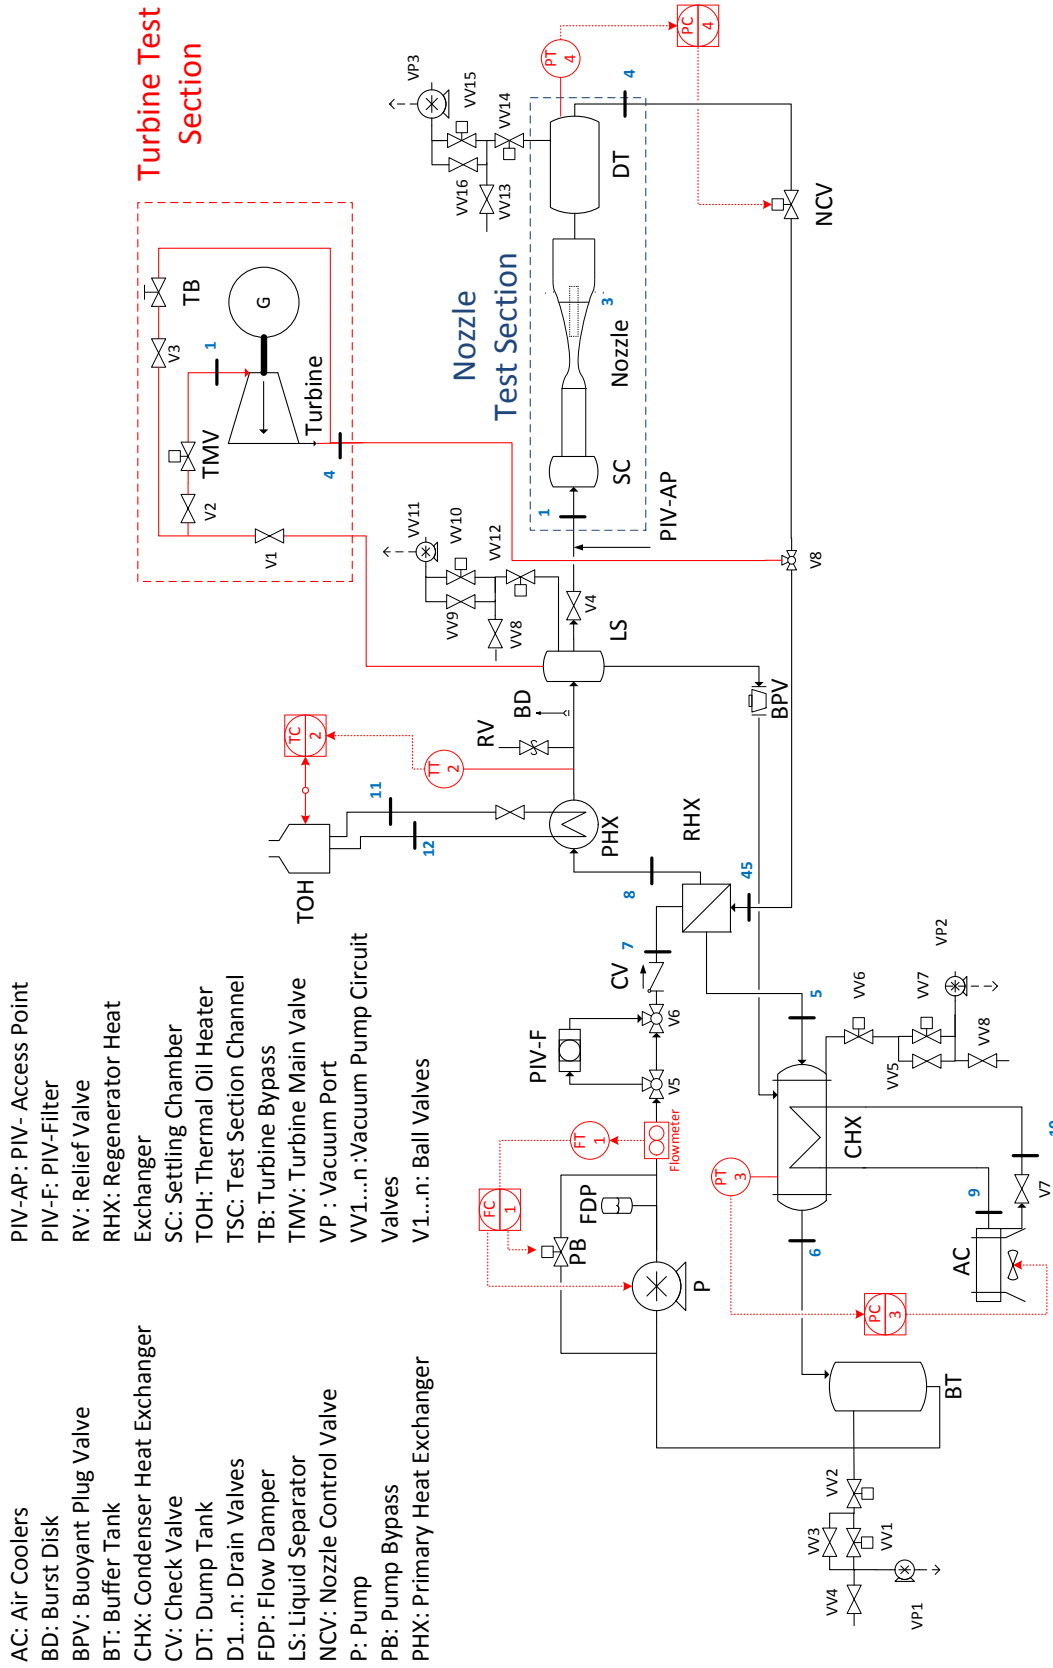 AC: Air Coolers
BD: Burst Disk
BPV: Buoyant Plug Valve
BT: Buffer Tank
CHX: Condenser Heat Exchanger
CV: Check Valve
DT: Dump Tank
D1...n: Drain Valves
FDP: Flow Damper
LS: Liquid Separator
NCV: Nozzle Control Valve
P: Pump
PB: Pump Bypass
PHX: Primary Heat Exchanger
PIV-AP: PIV- Access Point
PIV-F: PIV-Filter
RV: Relief Valve
RHX: Regenerator Heat
Exchanger
SC: Settling Chamber
TOH: Thermal Oil Heater
TSC: Test Section Channel
TB: Turbine Bypass
TMV: Turbine Main Valve
VP : Vacuum Port
VV1...n :Vacuum Pump Circuit
Valves
V1...n: Ball Valves
Turbine Test
Section
TB
V3
G
1
Turbine
TMV
V2
4
V1
VP3
VV15
VV14
VV16
VV13
PT
4
PC
4
4
DT
NCV
Nozzle
Test Section
3
Nozzle
SC
1
PIV-AP
V8
VV11
VV10
VV12
VV9
VV8
V4
LS
BPV
BD
RV
TC
2
TT
2
11
12
TOH
PHX
8
RHX
45
7
CV
V6
PIV-F
V5
Flowmeter
FT
1
FC
1
FDP
PB
P
5
VV6
VV7
VP2
VV5
VV8
CHX
PT
3
V7
9
AC
PC
3
6
BT
VV2
VV3
VV1
VV4
VP1